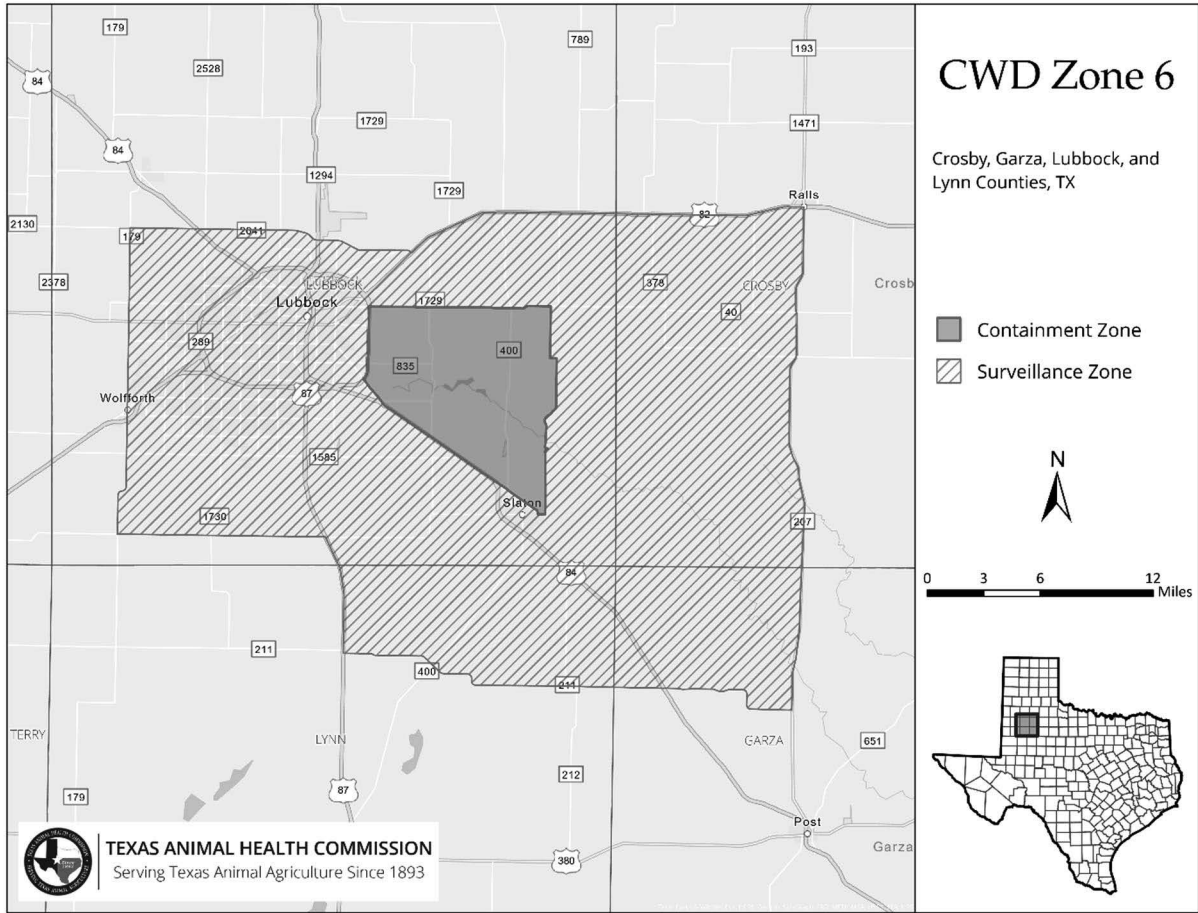 CWD Zone 6
Crosby, Garza, Lubbock, and
Lynn Counties, TX
Containment Zone
Surveillance Zone
N
0 3 6 12
Miles
179
789
193
2528
84
1729
1471
84
1294
1729
Ralls
2130
179
2641
82
2378
LUBBOCK
378
CROSBY
Crosb
Lubbock
1729
40
289
835
400
Wolfforth
87
1585
Slaton
1730
207
84
211
400
211
TERRY
LYNN
GARZA
651
179
87
212
Post
380
Garza
TEXAS ANIMAL HEALTH COMMISSION
Serving Texas Animal Agriculture Since 1893